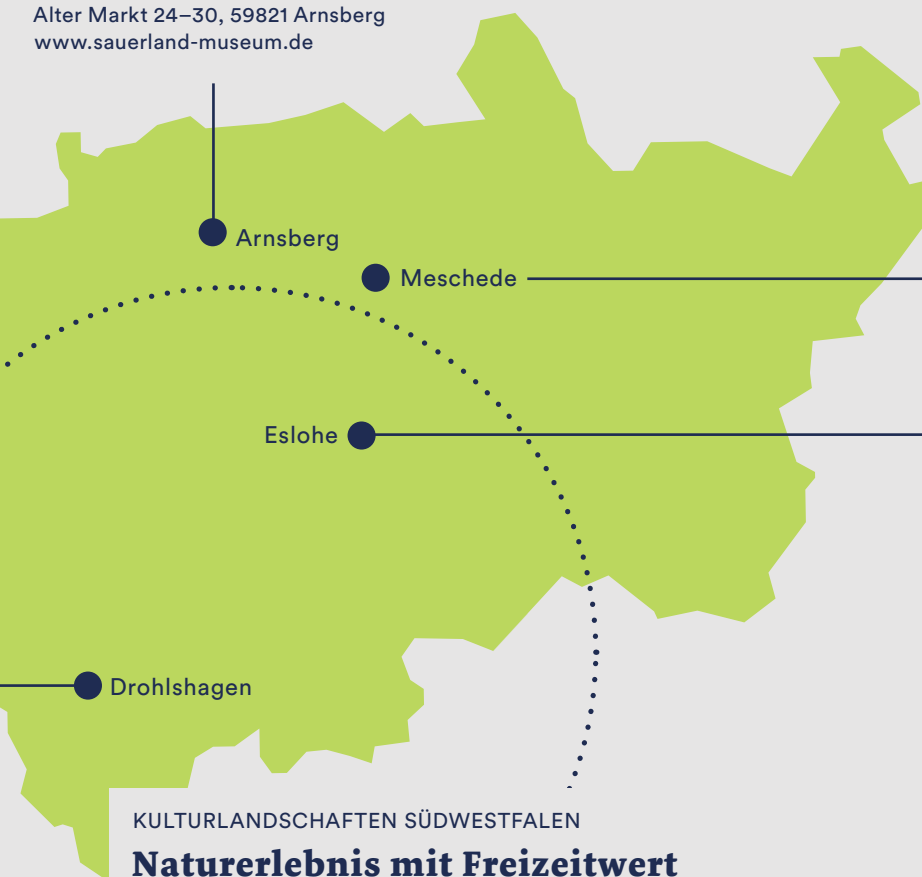 Alter Markt 24–30, 59821 Arnsberg
www.sauerland-museum.de
Arnsberg
Meschede
Eslohe
Drohlshagen
KULTURLANDSCHAFTEN SÜDWESTFALEN
Naturerlebnis mit Freizeitwert